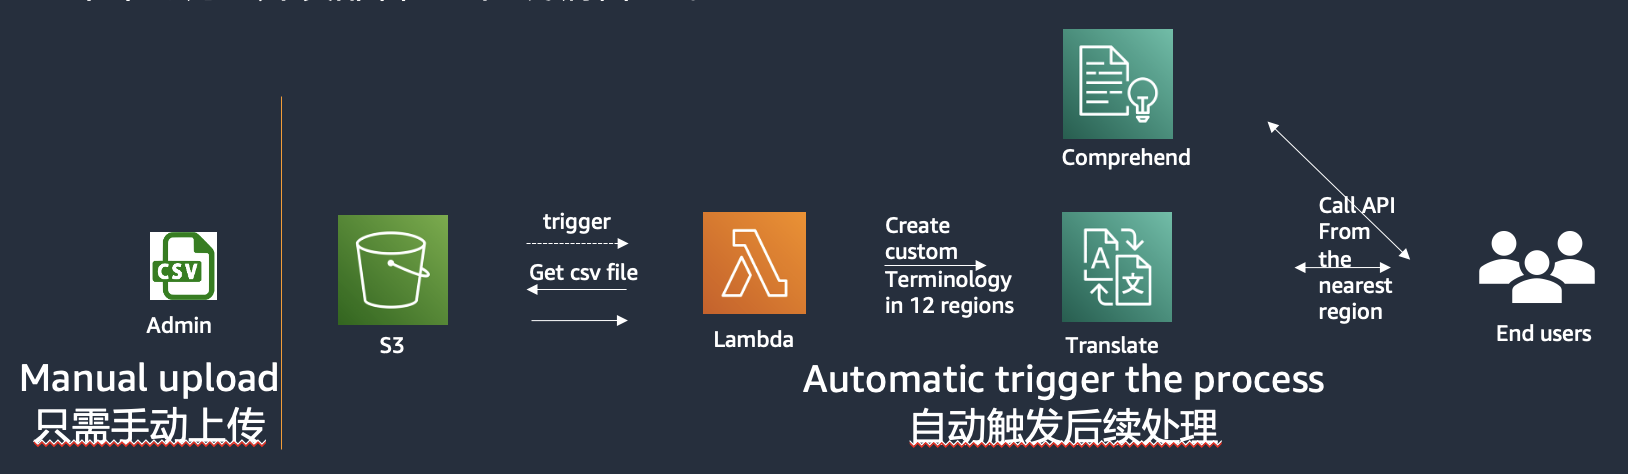 Comprehend
trigger
Get csv file
Create
custom
Terminology
in 12 regions
Call API
From
the
nearest
region
CSV
A
文
Admin
S3
Lambda
Translate
End users
Manual upload
只需手动上传
Automatic trigger the process
自动触发后续处理